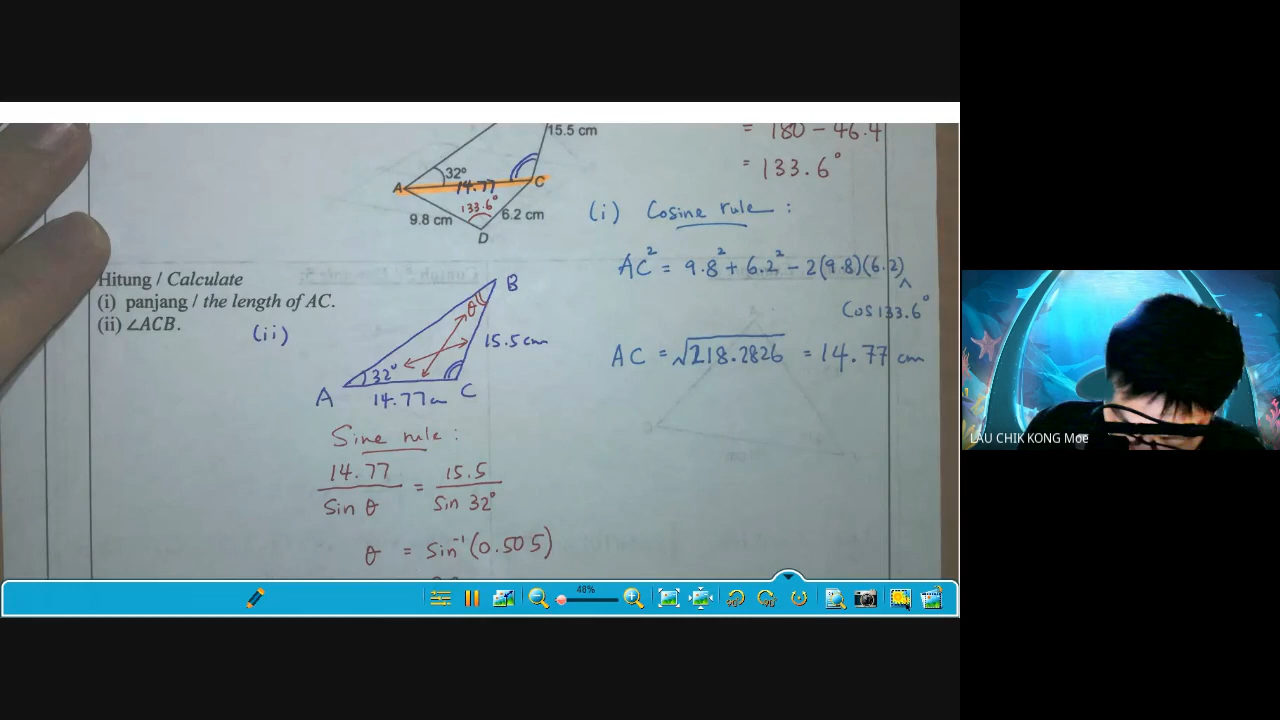 15.5 cm
32°
A
14.77
C
133.6°
9.8 cm
6.2 cm
D
= 180 - 46.4
= 133.6°
(i) Cosine rule :
AC² = 9.8² + 6.2² - 2(9.8)(6.2)
^
cos 133.6°
AC = √218.2826 = 14.77 cm
Hitung / Calculate
(i) panjang / the length of AC.
(ii) ∠ACB.
(ii)
B
θ
15.5 cm
32°
A
C
14.77 cm
Sine rule :
14.77 / Sin θ = 15.5 / Sin 32°
θ = Sin⁻¹ (0.505)
48%
LAU CHIK KONG Moe